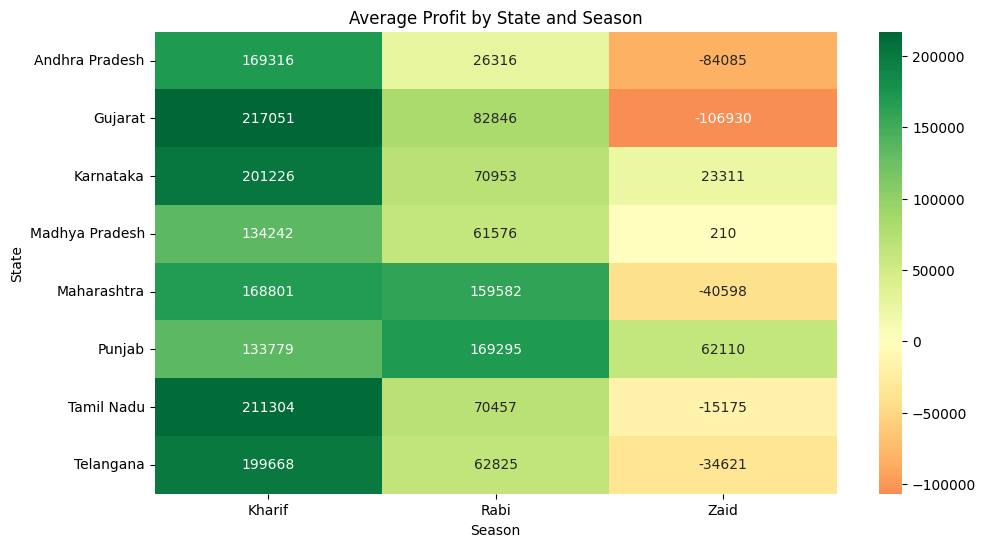 Average Profit by State and Season
Andhra Pradesh 169316 26316 -84085
Gujarat 217051 82846 -106930
Karnataka 201226 70953 23311
Madhya Pradesh 134242 61576 210
Maharashtra 168801 159582 -40598
Punjab 133779 169295 62110
Tamil Nadu 211304 70457 -15175
Telangana 199668 62825 -34621
State
Kharif Rabi Zaid
Season
200000
150000
100000
50000
0
−50000
−100000